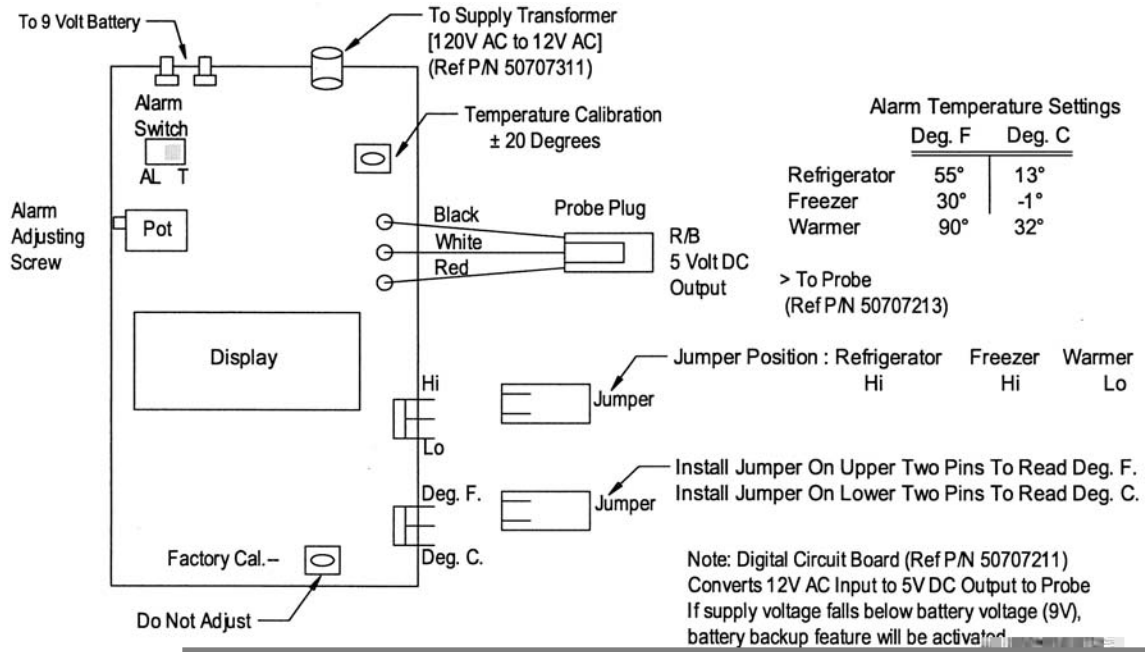 To 9 Volt Battery
To Supply Transformer
[120V AC to 12V AC]
(Ref P/N 50707311)
Alarm
Switch
AL T
Temperature Calibration
± 20 Degrees
Alarm Temperature Settings
Deg. F Deg. C
Refrigerator 55° 13°
Freezer 30° -1°
Warmer 90° 32°
Alarm
Adjusting
Screw
Pot
Black
White
Red
Probe Plug
R/B
5 Volt DC
Output
> To Probe
(Ref P/N 50707213)
Display
Hi
Lo
Jumper
Jumper Position : Refrigerator Freezer Warmer
Hi Hi Lo
Deg. F.
Deg. C.
Jumper
Install Jumper On Upper Two Pins To Read Deg. F.
Install Jumper On Lower Two Pins To Read Deg. C.
Factory Cal.–
Do Not Adjust
Note: Digital Circuit Board (Ref P/N 50707211)
Converts 12V AC Input to 5V DC Output to Probe
If supply voltage falls below battery voltage (9V),
battery backup feature will be activated